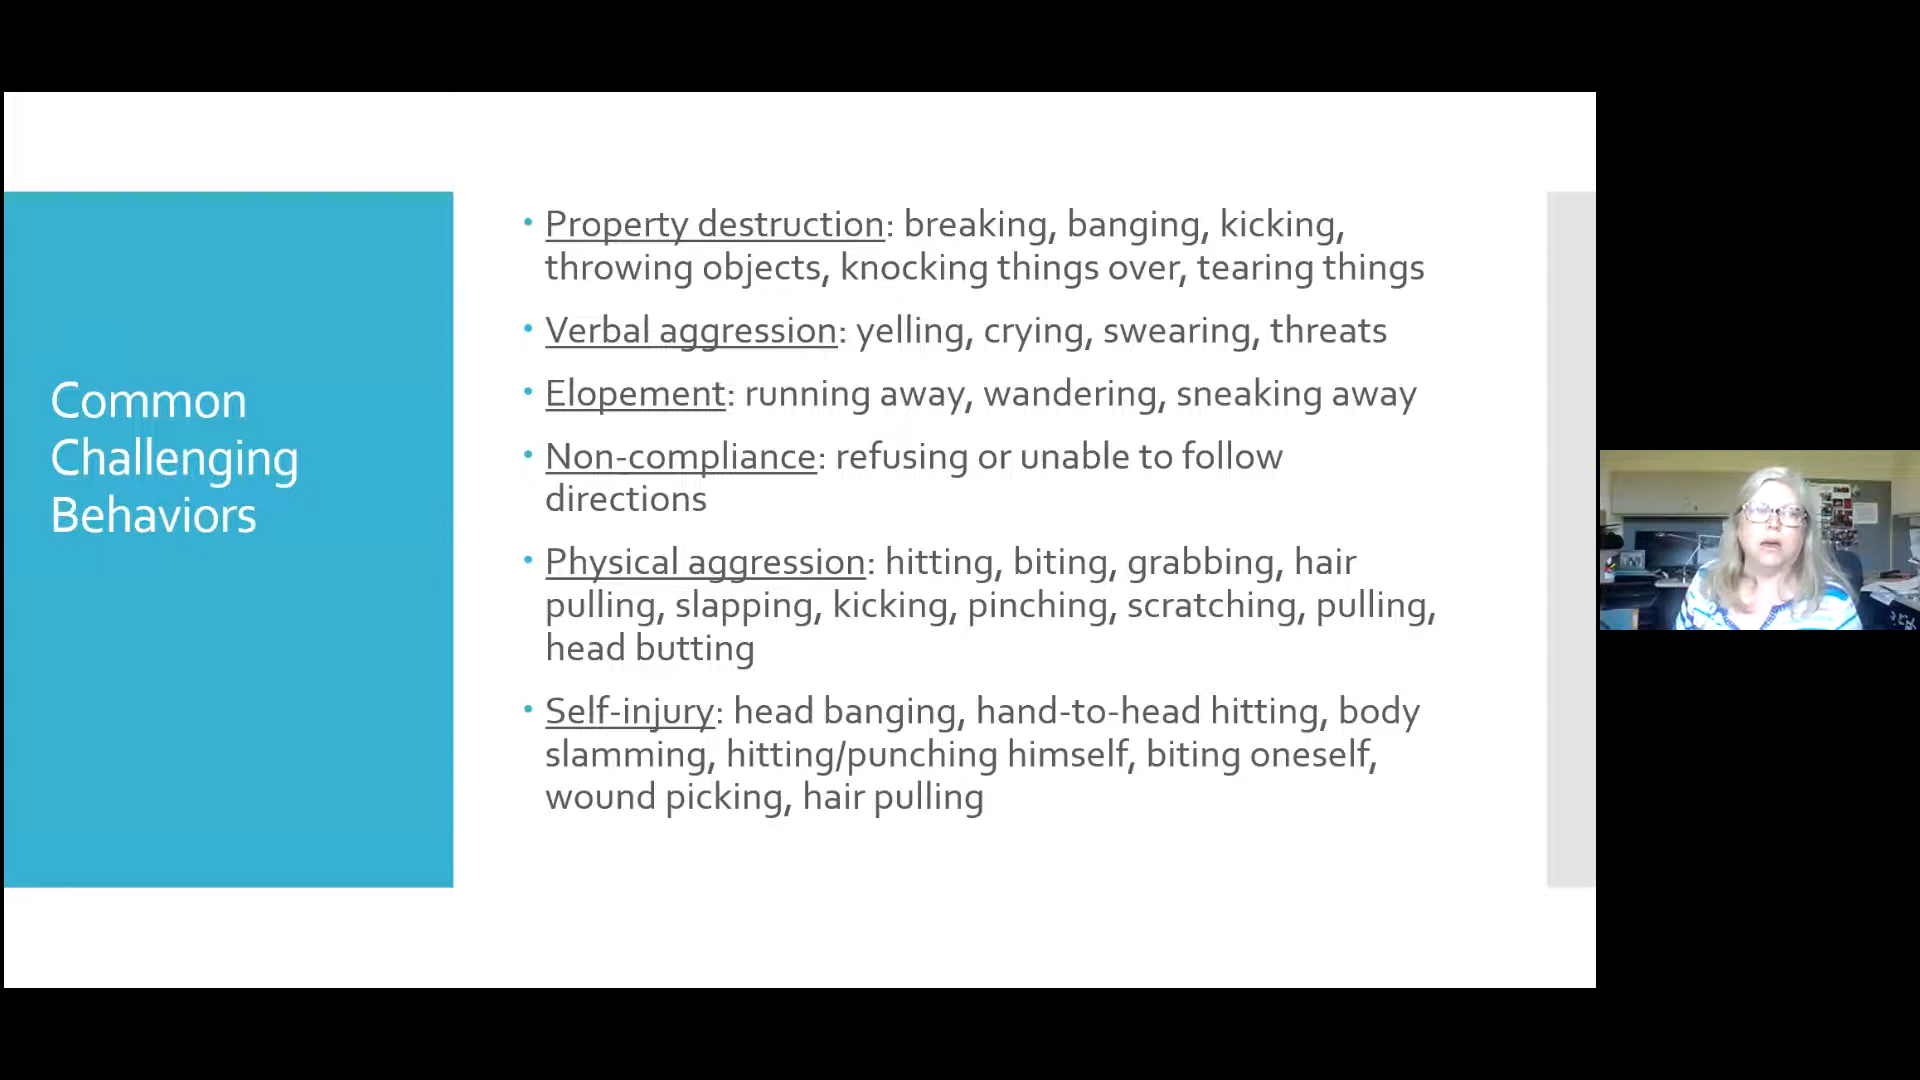 Common
Challenging
Behaviors
• Property destruction: breaking, banging, kicking,
throwing objects, knocking things over, tearing things
• Verbal aggression: yelling, crying, swearing, threats
• Elopement: running away, wandering, sneaking away
• Non-compliance: refusing or unable to follow
directions
• Physical aggression: hitting, biting, grabbing, hair
pulling, slapping, kicking, pinching, scratching, pulling,
head butting
• Self-injury: head banging, hand-to-head hitting, body
slamming, hitting/punching himself, biting oneself,
wound picking, hair pulling